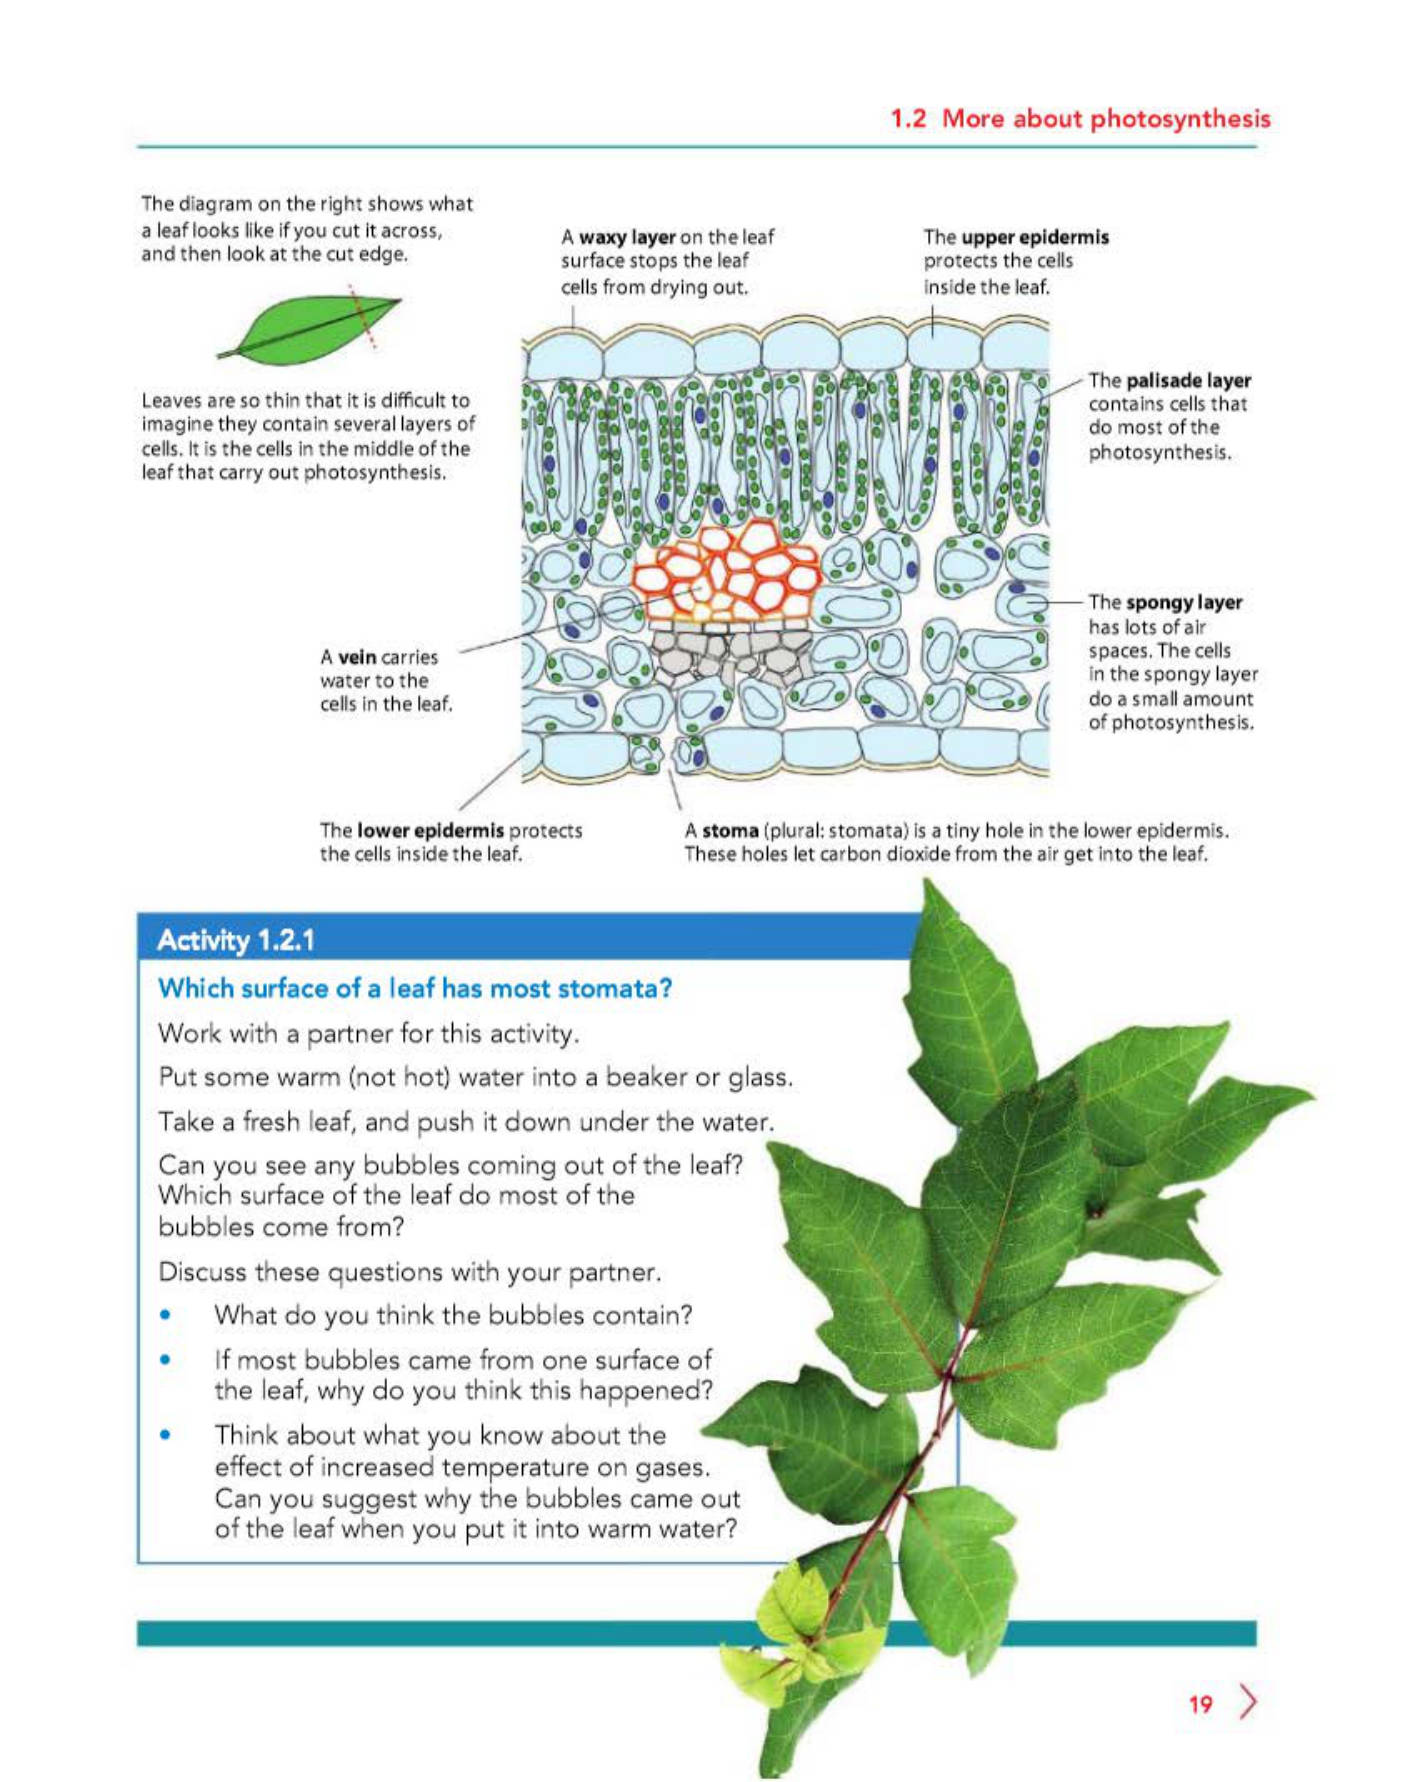 1.2 More about photosynthesis
The diagram on the right shows what
a leaf looks like if you cut it across,
and then look at the cut edge.
Leaves are so thin that it is difficult to
imagine they contain several layers of
cells. It is the cells in the middle of the
leaf that carry out photosynthesis.
A waxy layer on the leaf
surface stops the leaf
cells from drying out.
The upper epidermis
protects the cells
inside the leaf.
The palisade layer
contains cells that
do most of the
photosynthesis.
The spongy layer
has lots of air
spaces. The cells
in the spongy layer
do a small amount
of photosynthesis.
A vein carries
water to the
cells in the leaf.
The lower epidermis protects
the cells inside the leaf.
A stoma (plural: stomata) is a tiny hole in the lower epidermis.
These holes let carbon dioxide from the air get into the leaf.
Activity 1.2.1
Which surface of a leaf has most stomata?
Work with a partner for this activity.
Put some warm (not hot) water into a beaker or glass.
Take a fresh leaf, and push it down under the water.
Can you see any bubbles coming out of the leaf?
Which surface of the leaf do most of the
bubbles come from?
Discuss these questions with your partner.
• What do you think the bubbles contain?
• If most bubbles came from one surface of
the leaf, why do you think this happened?
• Think about what you know about the
effect of increased temperature on gases.
Can you suggest why the bubbles came out
of the leaf when you put it into warm water?
19